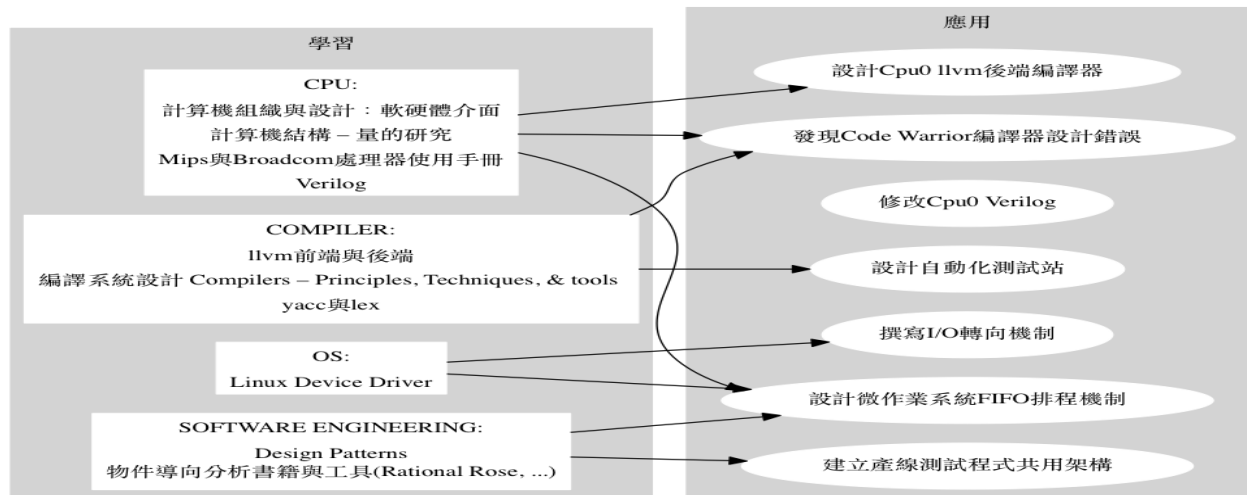 學習
CPU:
計算機組織與設計：軟硬體介面
計算機結構 – 量的研究
Mips與Broadcom處理器使用手冊
Verilog
COMPILER:
llvm前端與後端
編譯系統設計 Compilers – Principles, Techniques, & tools
yacc與lex
OS:
Linux Device Driver
SOFTWARE ENGINEERING:
Design Patterns
物件導向分析書籍與工具(Rational Rose, ...)
應用
設計Cpu0 llvm後端編譯器
發現Code Warrior編譯器設計錯誤
修改Cpu0 Verilog
設計自動化測試站
撰寫I/O轉向機制
設計微作業系統FIFO排程機制
建立產線測試程式共用架構